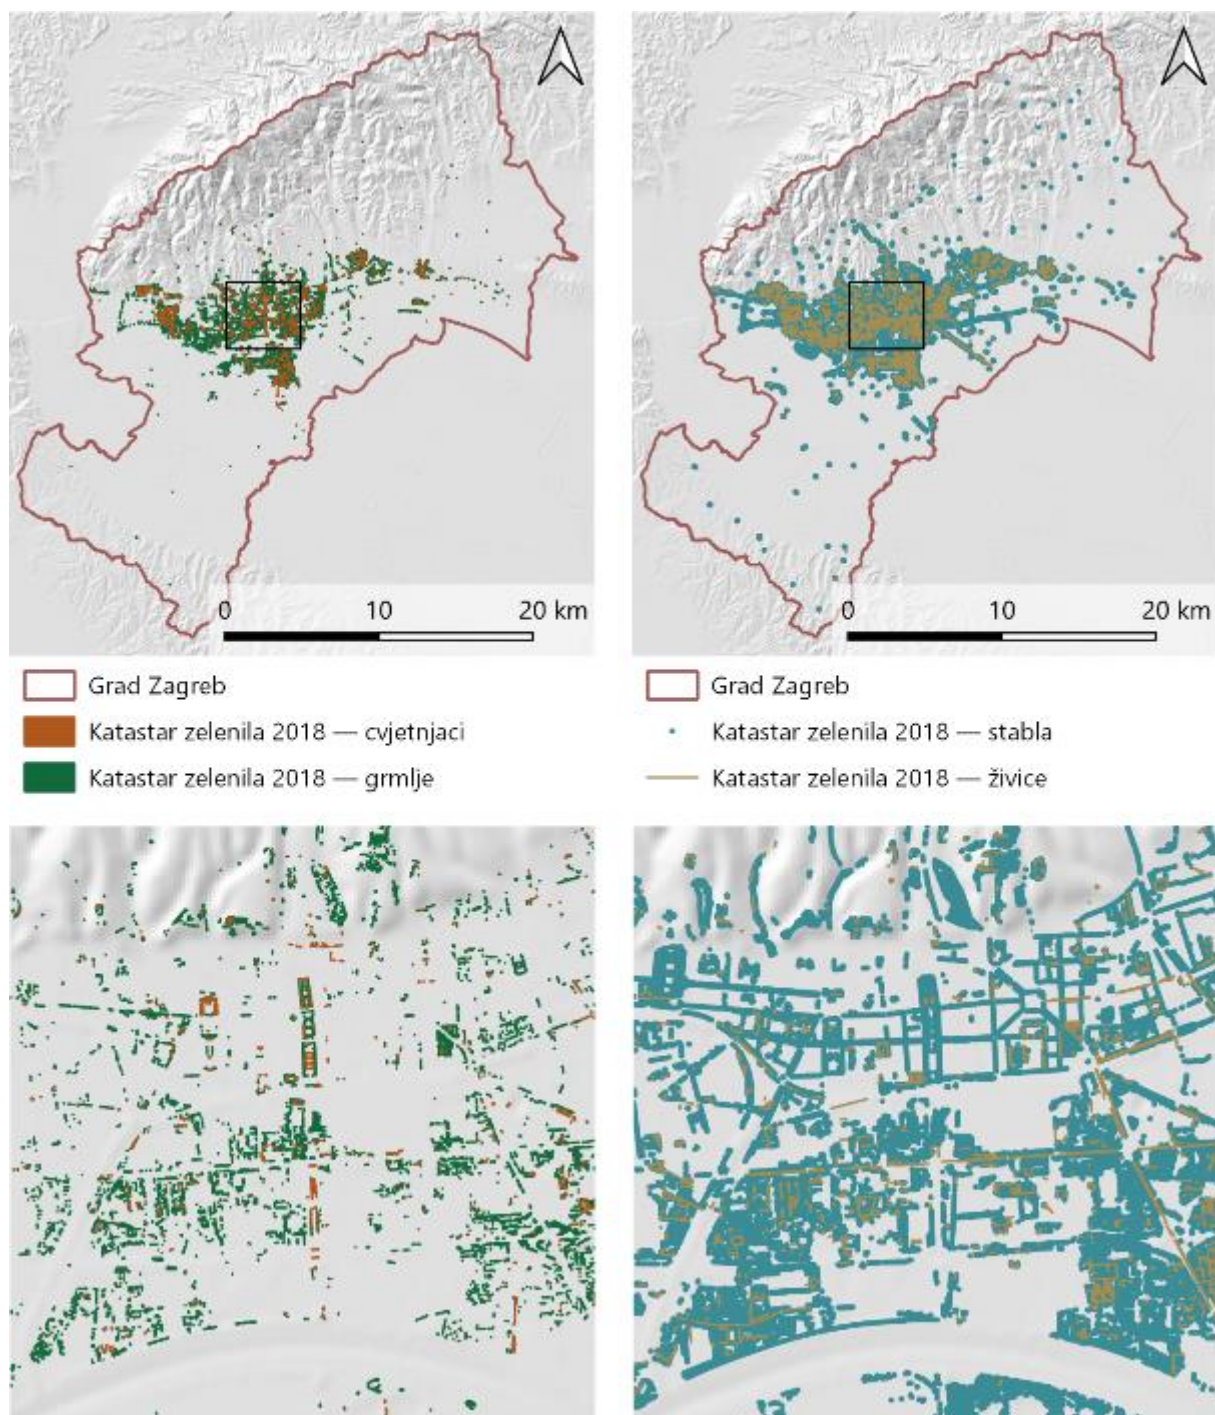 0 10 20 km
0 10 20 km
Grad Zagreb
Katastar zelenila 2018 — cvjetnjaci
Katastar zelenila 2018 — grmlje
Grad Zagreb
Katastar zelenila 2018 — stabla
Katastar zelenila 2018 — živice